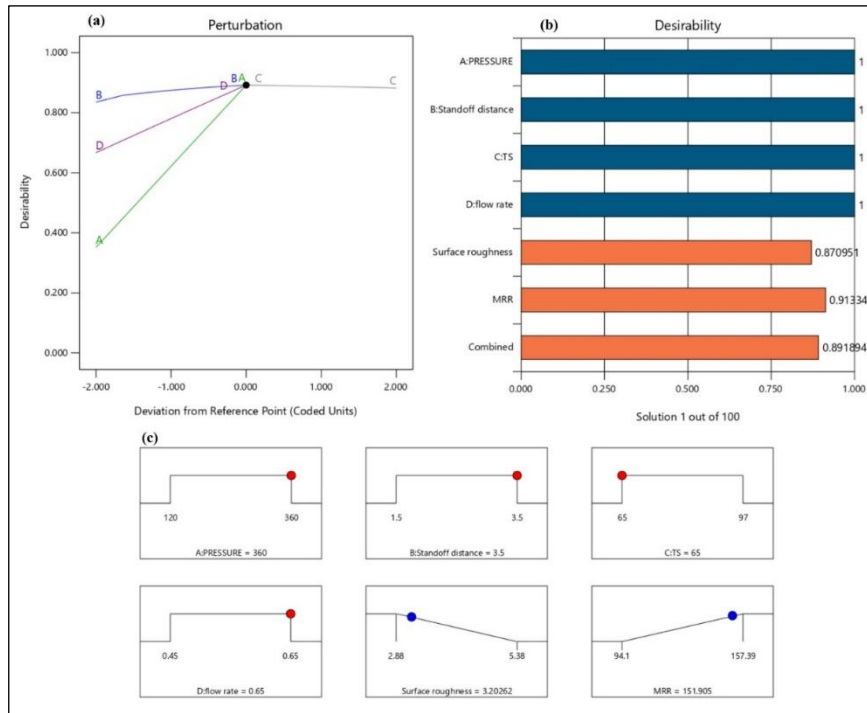 (a)
Perturbation
1.000
0.800
0.600
0.400
0.200
0.000
Desirability
B
D
A
B A
D
C
C
-2.000
-1.000
0.000
1.000
2.000
Deviation from Reference Point (Coded Units)
(b)
Desirability
A:PRESSURE
1
B:Standoff distance
1
C:TS
1
D:flow rate
1
Surface roughness
0.870951
MRR
0.91334
Combined
0.891894
0.000
0.250
0.500
0.750
1.000
Solution 1 out of 100
(c)
120
360
A:PRESSURE = 360
1.5
3.5
B:Standoff distance = 3.5
65
97
C:TS = 65
0.45
0.65
D:flow rate = 0.65
2.88
5.38
Surface roughness = 3.20262
94.1
157.39
MRR = 151.905